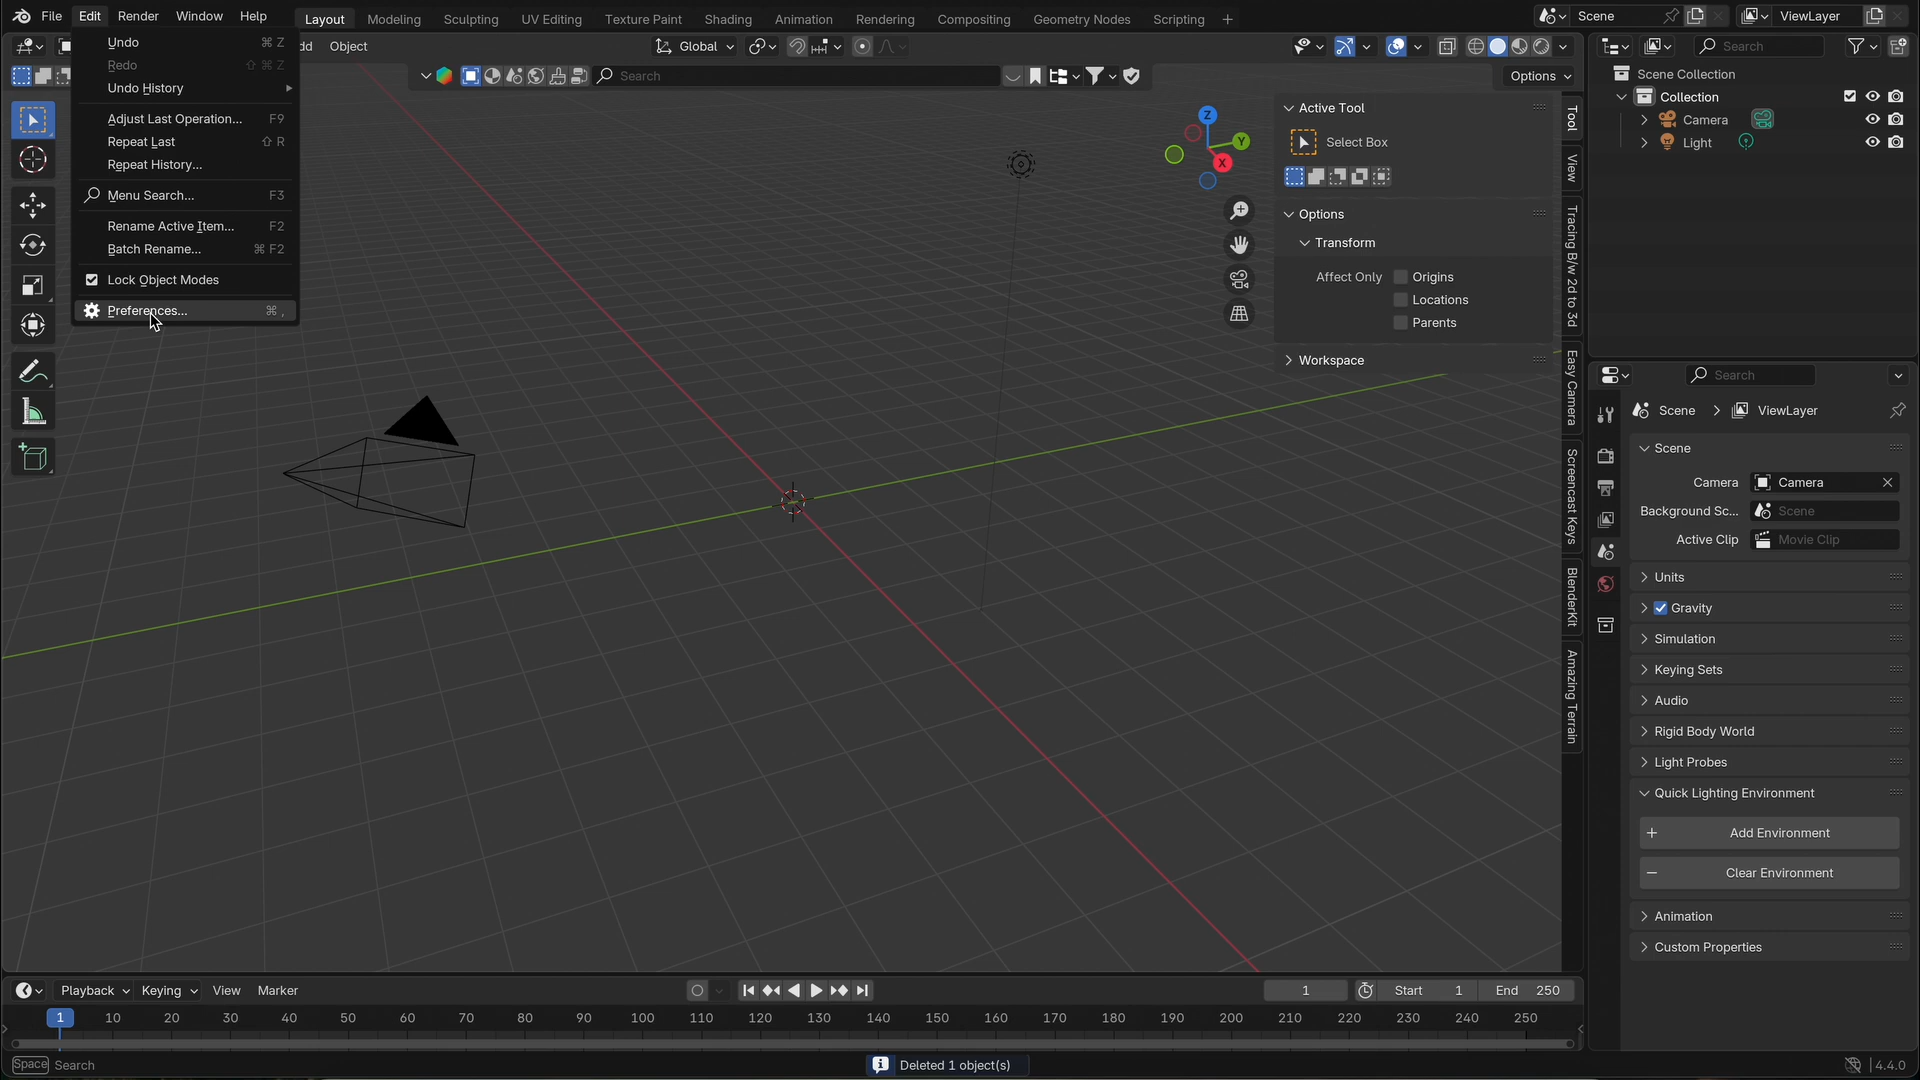 File Edit Render Window Help Layout Modeling Sculpting UV Editing Texture Paint Shading Animation Rendering Compositing Geometry Nodes Scripting + Scene ViewLayer
dd Object Global Search
Undo ⌘ Z
Redo ⇧ ⌘ Z
Undo History
Adjust Last Operation... F9
Repeat Last ⇧ R
Repeat History...
Menu Search... F3
Rename Active Item... F2
Batch Rename... ⌘ F2
Lock Object Modes
Preferences... ⌘ ,
Search Options
Z
Y
X
Active Tool
Select Box
Options
Transform
Affect Only Origins
Locations
Parents
Workspace
Tool
View
Tracing B/w 2d to 3d
Easy Camera
Screencast Keys
BlenderKit
Amazing Terrain
Scene Collection
Collection
Camera
Light
Search
Scene > ViewLayer
Scene
Camera Camera
Background Sc... Scene
Active Clip Movie Clip
Units
Gravity
Simulation
Keying Sets
Audio
Rigid Body World
Light Probes
Quick Lighting Environment
+ Add Environment
− Clear Environment
Animation
Custom Properties
Playback Keying View Marker 1 Start 1 End 250
1 10 20 30 40 50 60 70 80 90 100 110 120 130 140 150 160 170 180 190 200 210 220 230 240 250
Space Search Deleted 1 object(s) 4.4.0